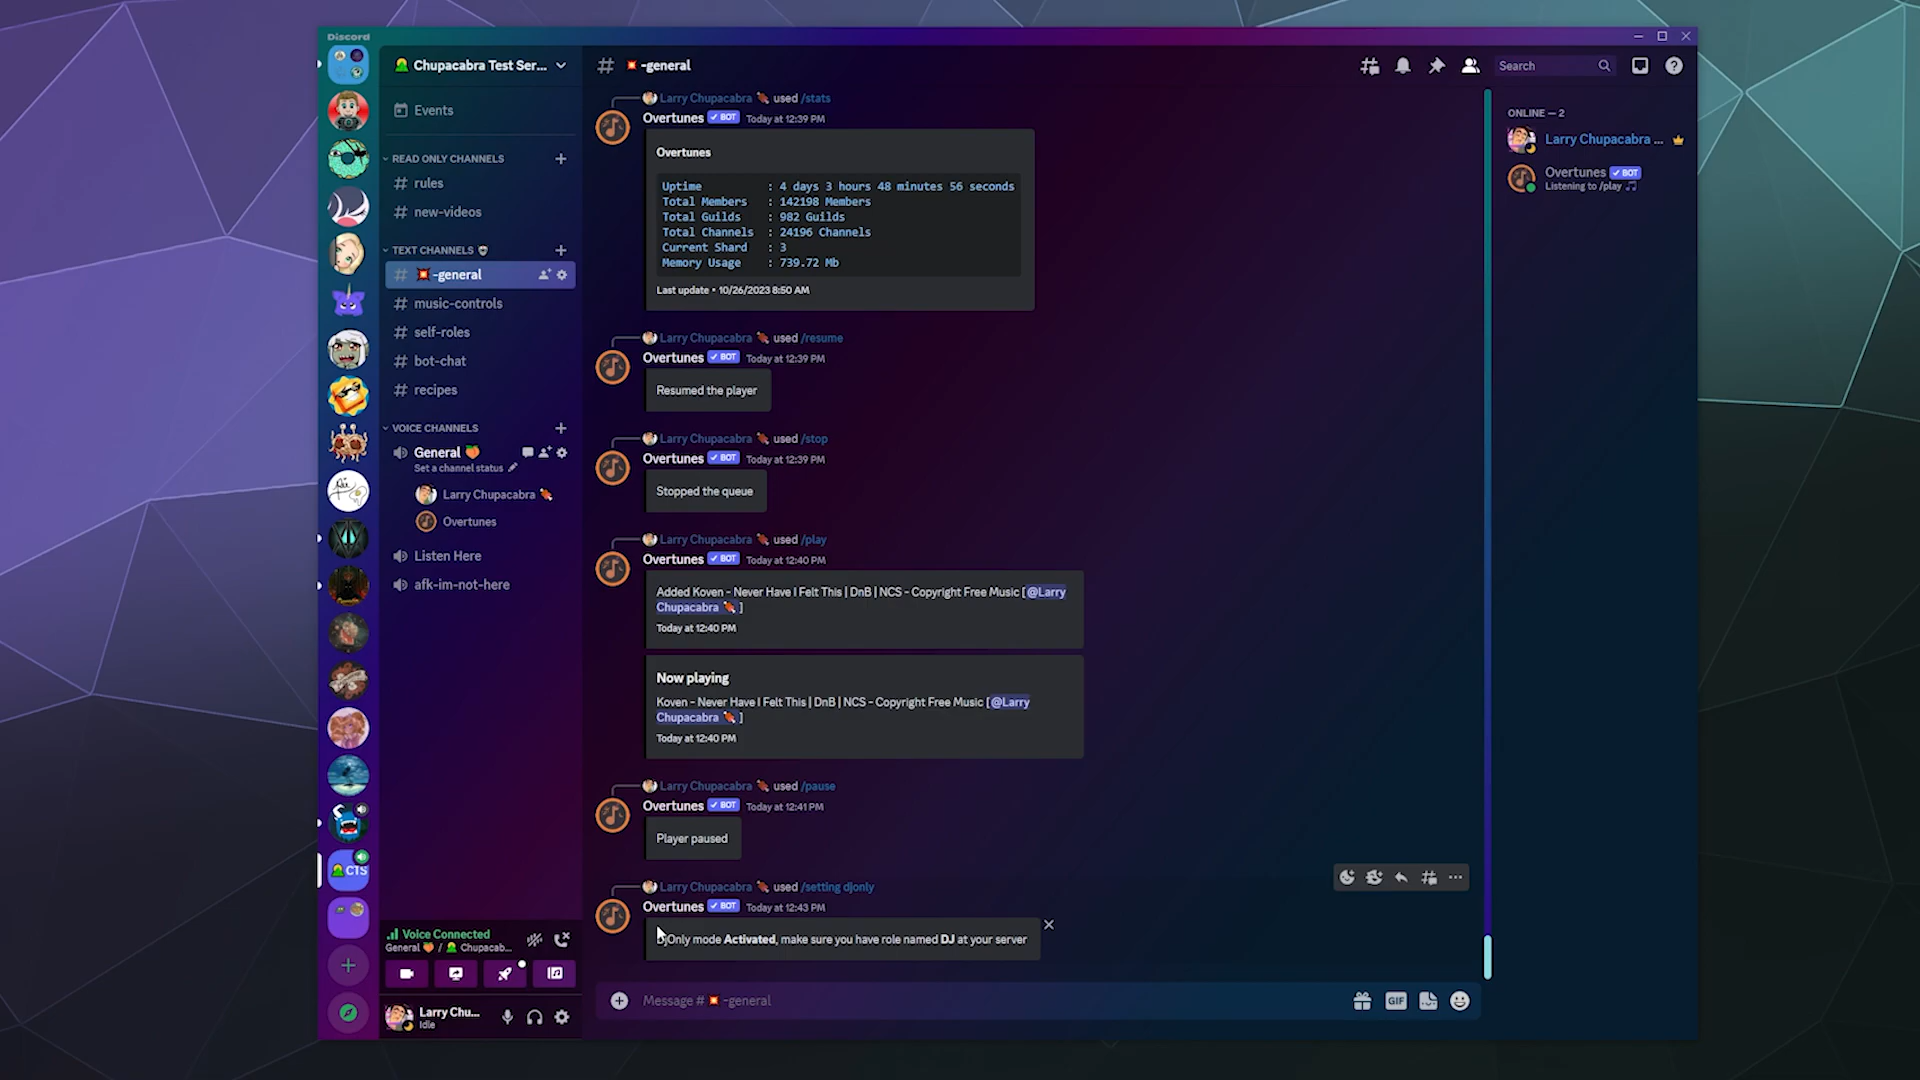 Discord
Chupacabra Test Ser...
Events
READ ONLY CHANNELS
rules
new-videos
TEXT CHANNELS
-general
music-controls
self-roles
bot-chat
recipes
VOICE CHANNELS
General
Set a channel status
Larry Chupacabra
Overtunes
Listen Here
afk-im-not-here
CTS
Voice Connected
General / Chupacab...
Larry Chu...
Idle
-general
Search
Larry Chupacabra used /stats
Overtunes BOT Today at 12:39 PM
Overtunes
Uptime : 4 days 3 hours 48 minutes 56 seconds
Total Members : 142198 Members
Total Guilds : 982 Guilds
Total Channels : 24196 Channels
Current Shard : 3
Memory Usage : 739.72 Mb
Last update • 10/26/2023 8:50 AM
Larry Chupacabra used /resume
Overtunes BOT Today at 12:39 PM
Resumed the player
Larry Chupacabra used /stop
Overtunes BOT Today at 12:39 PM
Stopped the queue
Larry Chupacabra used /play
Overtunes BOT Today at 12:40 PM
Added Koven - Never Have I Felt This | DnB | NCS - Copyright Free Music [ @Larry
Chupacabra ]
Today at 12:40 PM
Now playing
Koven - Never Have I Felt This | DnB | NCS - Copyright Free Music [ @Larry
Chupacabra ]
Today at 12:40 PM
Larry Chupacabra used /pause
Overtunes BOT Today at 12:41 PM
Player paused
Larry Chupacabra used /setting djonly
Overtunes BOT Today at 12:43 PM
DjOnly mode Activated, make sure you have role named DJ at your server
Message # -general
GIF
ONLINE — 2
Larry Chupacabra ...
Overtunes BOT
Listening to /play